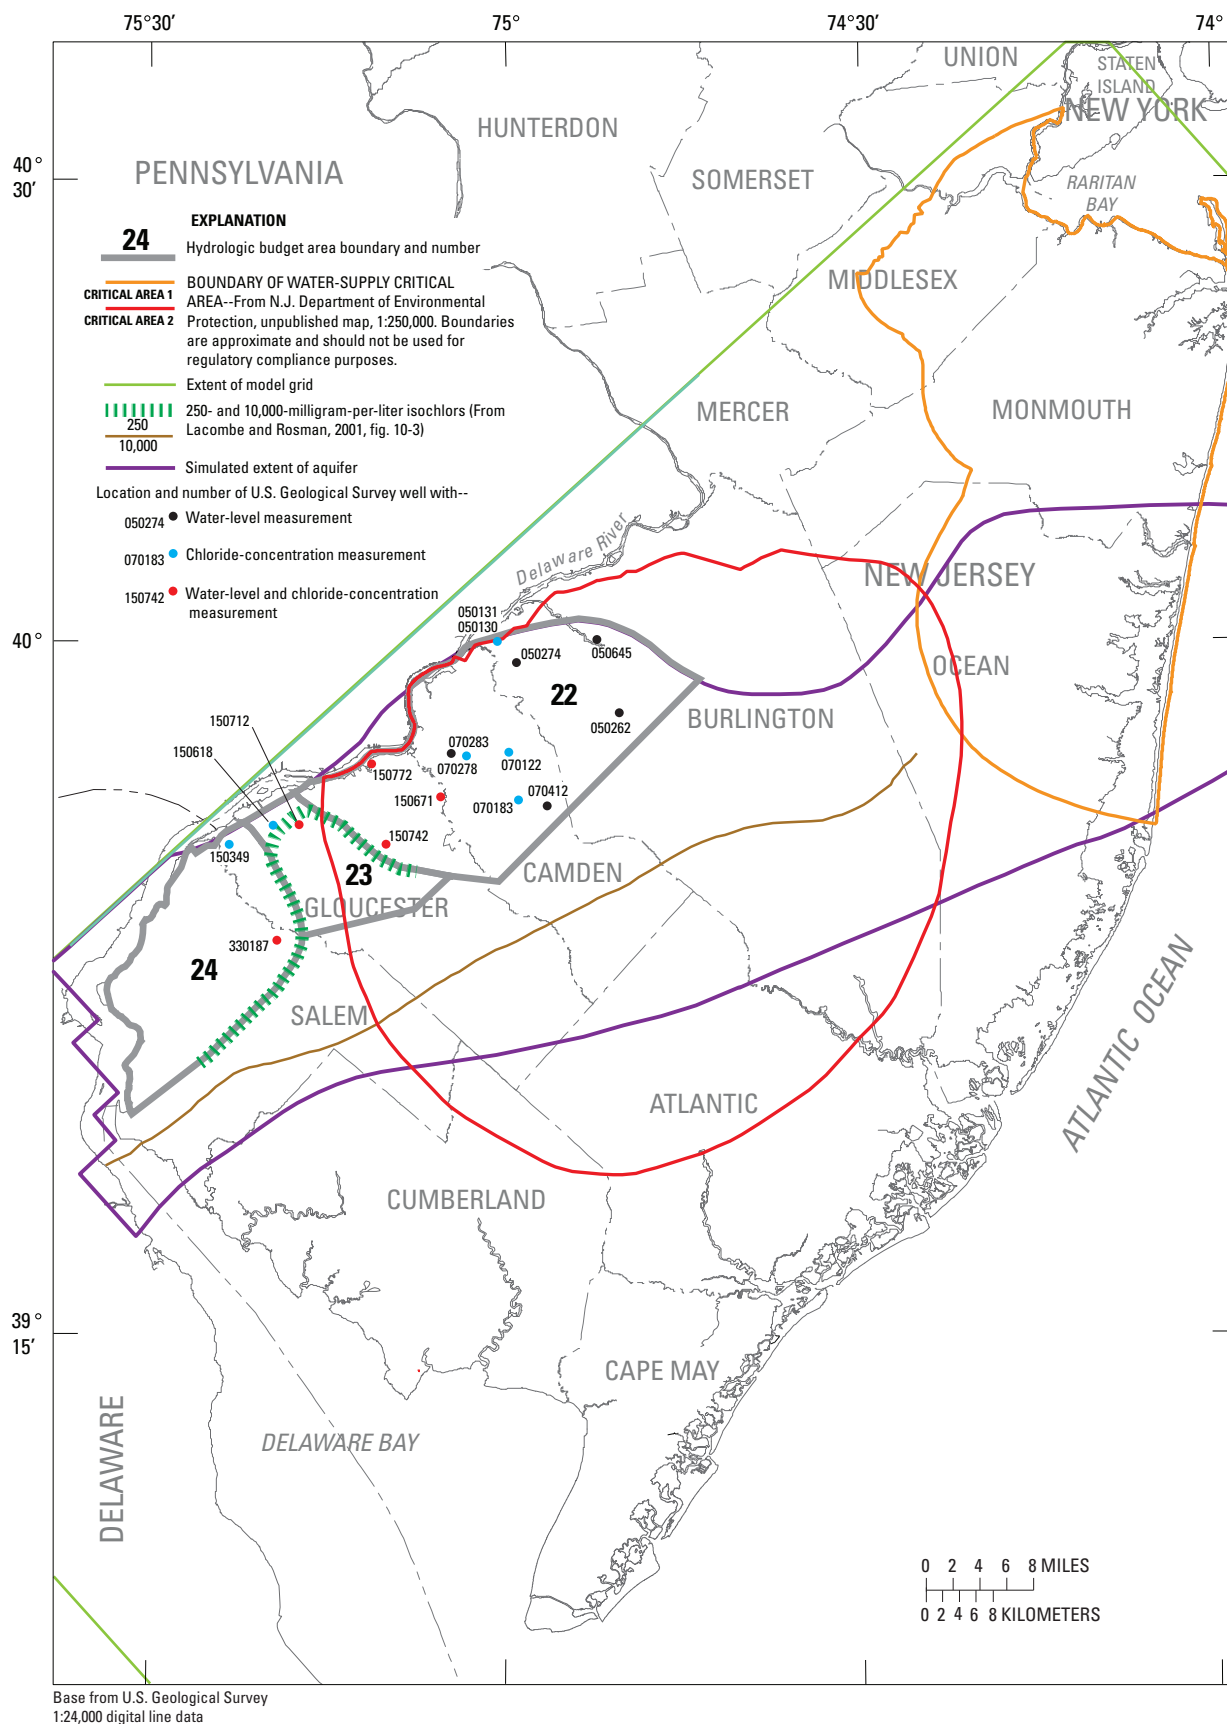 75°30’
75°
74°30’
74°
UNION
STATEN
ISLAND
NEW YORK
HUNTERDON
40°
30’
PENNSYLVANIA
SOMERSET
RARITAN
BAY
EXPLANATION
24
Hydrologic budget area boundary and number
BOUNDARY OF WATER-SUPPLY CRITICAL
CRITICAL AREA 1
AREA--From N.J. Department of Environmental
CRITICAL AREA 2
Protection, unpublished map, 1:250,000. Boundaries
are approximate and should not be used for
regulatory compliance purposes.
Extent of model grid
250- and 10,000-milligram-per-liter isochlors (From
250
Lacombe and Rosman, 2001, fig. 10-3)
10,000
Simulated extent of aquifer
Location and number of U.S. Geological Survey well with--
050274
Water-level measurement
070183
Chloride-concentration measurement
150742
Water-level and chloride-concentration
measurement
MIDDLESEX
MERCER
MONMOUTH
Delaware River
NEW JERSEY
40°
050131
050130
050274
050645
OCEAN
22
050262
BURLINGTON
150712
150618
070283
070278
070122
150772
150671
070183
070412
150742
150349
23
CAMDEN
GLOUCESTER
330187
24
SALEM
ATLANTIC OCEAN
ATLANTIC
CUMBERLAND
39°
15’
CAPE MAY
DELAWARE
DELAWARE BAY
0 2 4 6 8 MILES
0 2 4 6 8 KILOMETERS
Base from U.S. Geological Survey
1:24,000 digital line data